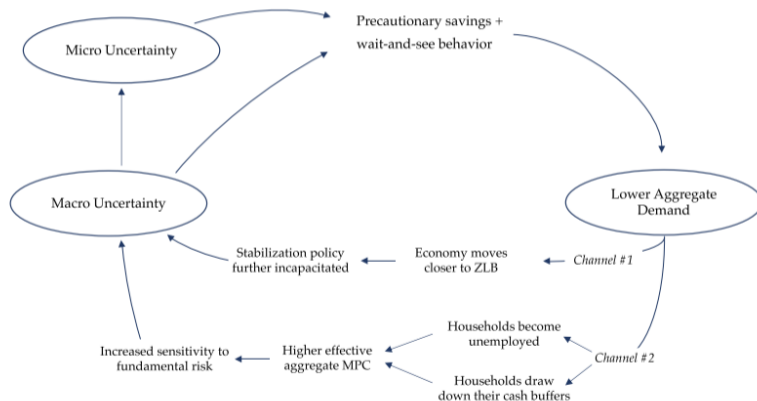 Micro Uncertainty
Precautionary savings +
wait-and-see behavior
Macro Uncertainty
Lower Aggregate
Demand
Stabilization policy
further incapacitated
Economy moves
closer to ZLB
Channel #1
Increased sensitivity to
fundamental risk
Higher effective
aggregate MPC
Households become
unemployed
Households draw
down their cash buffers
Channel #2